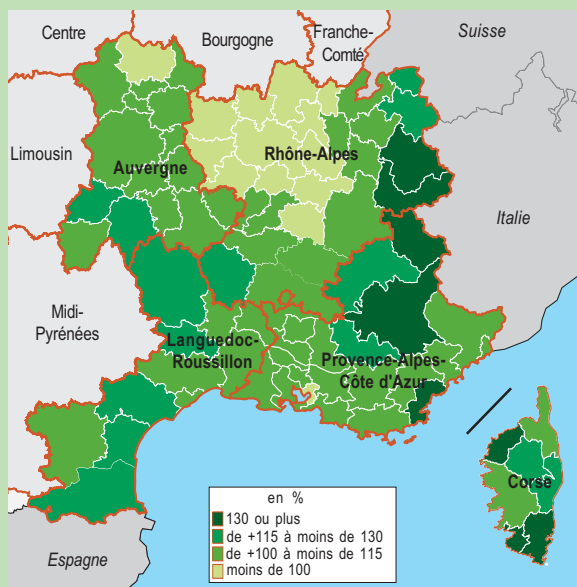 Centre
Bourgogne
Franche-
Comté
Suisse
Limousin
Auvergne
Rhône-Alpes
Italie
Midi-
Pyrénées
Languedoc-
Roussillon
Provence-Alpes-
Côte d'Azur
Corse
Espagne
en %
130 ou plus
de +115 à moins de 130
de +100 à moins de 115
moins de 100